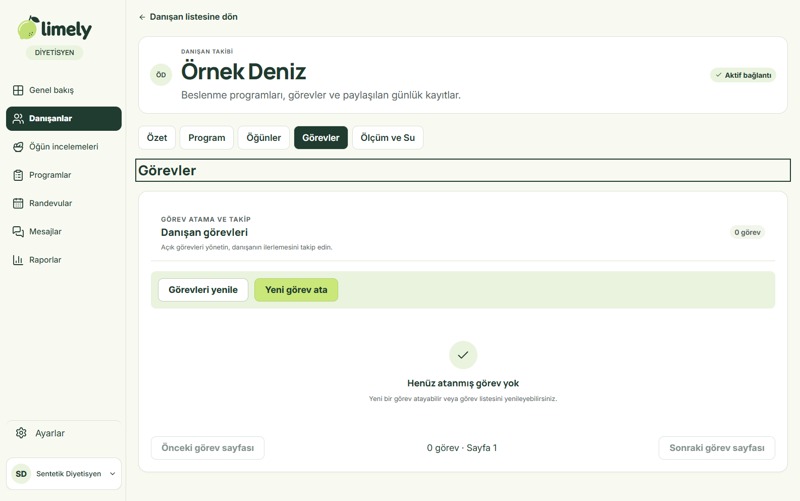 limely
DİYETİSYEN
Genel bakış
Danışanlar
Öğün incelemeleri
Programlar
Randevular
Mesajlar
Raporlar
Ayarlar
SD
Sentetik Diyetisyen
← Danışan listesine dön
DANIŞAN TAKİBİ
ÖD
Örnek Deniz
Beslenme programları, görevler ve paylaşılan günlük kayıtlar.
Aktif bağlantı
Özet
Program
Öğünler
Görevler
Ölçüm ve Su
Görevler
GÖREV ATAMA VE TAKİP
Danışan görevleri
Açık görevleri yönetin, danışanın ilerlemesini takip edin.
0 görev
Görevleri yenile
Yeni görev ata
Henüz atanmış görev yok
Yeni bir görev atayabilir veya görev listesini yenileyebilirsiniz.
Önceki görev sayfası
0 görev · Sayfa 1
Sonraki görev sayfası